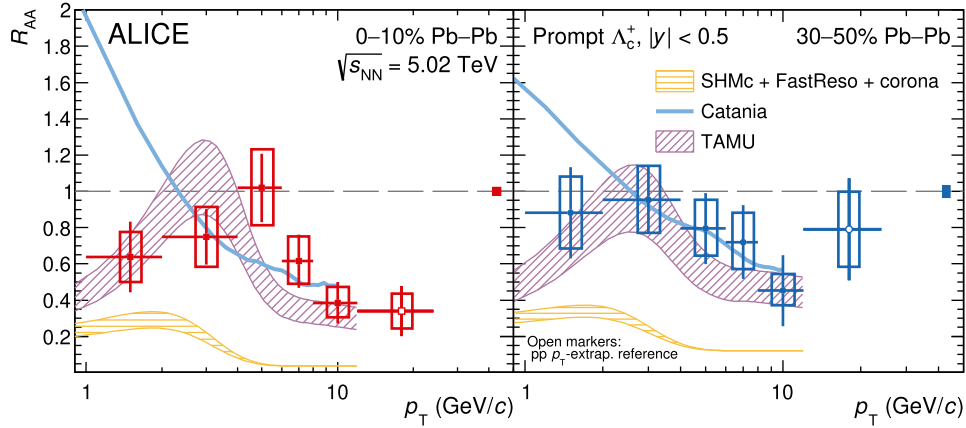 R_AA
ALICE
0–10% Pb–Pb
√s_NN = 5.02 TeV
2
1.8
1.6
1.4
1.2
1
0.8
0.6
0.4
0.2
1
10
p_T (GeV/c)
Prompt Λ_c^+, |y| < 0.5
30–50% Pb–Pb
SHMc + FastReso + corona
Catania
TAMU
Open markers:
pp p_T-extrap. reference
1
10
p_T (GeV/c)